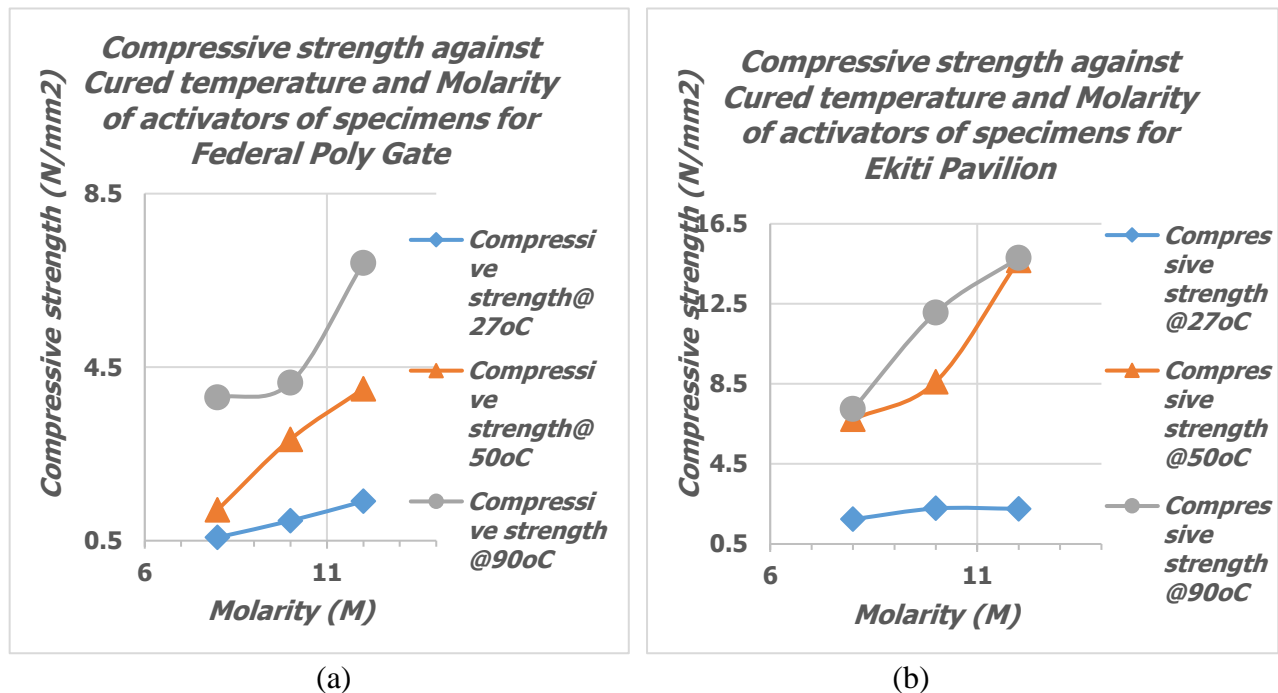 Compressive strength against
Cured temperature and Molarity
of activators of specimens for
Federal Poly Gate
Compressive strength (N/mm2)
8.5
4.5
0.5
6
11
Molarity (M)
Compressi
ve
strength@
27oC
Compressi
ve
strength@
50oC
Compressi
ve strength
@90oC
(a)
Compressive strength against
Cured temperature and Molarity
of activators of specimens for
Ekiti Pavilion
Compressive strength (N/mm2)
16.5
12.5
8.5
4.5
0.5
6
11
Molarity (M)
Compres
sive
strength
@27oC
Compres
sive
strength
@50oC
Compres
sive
strength
@90oC
(b)